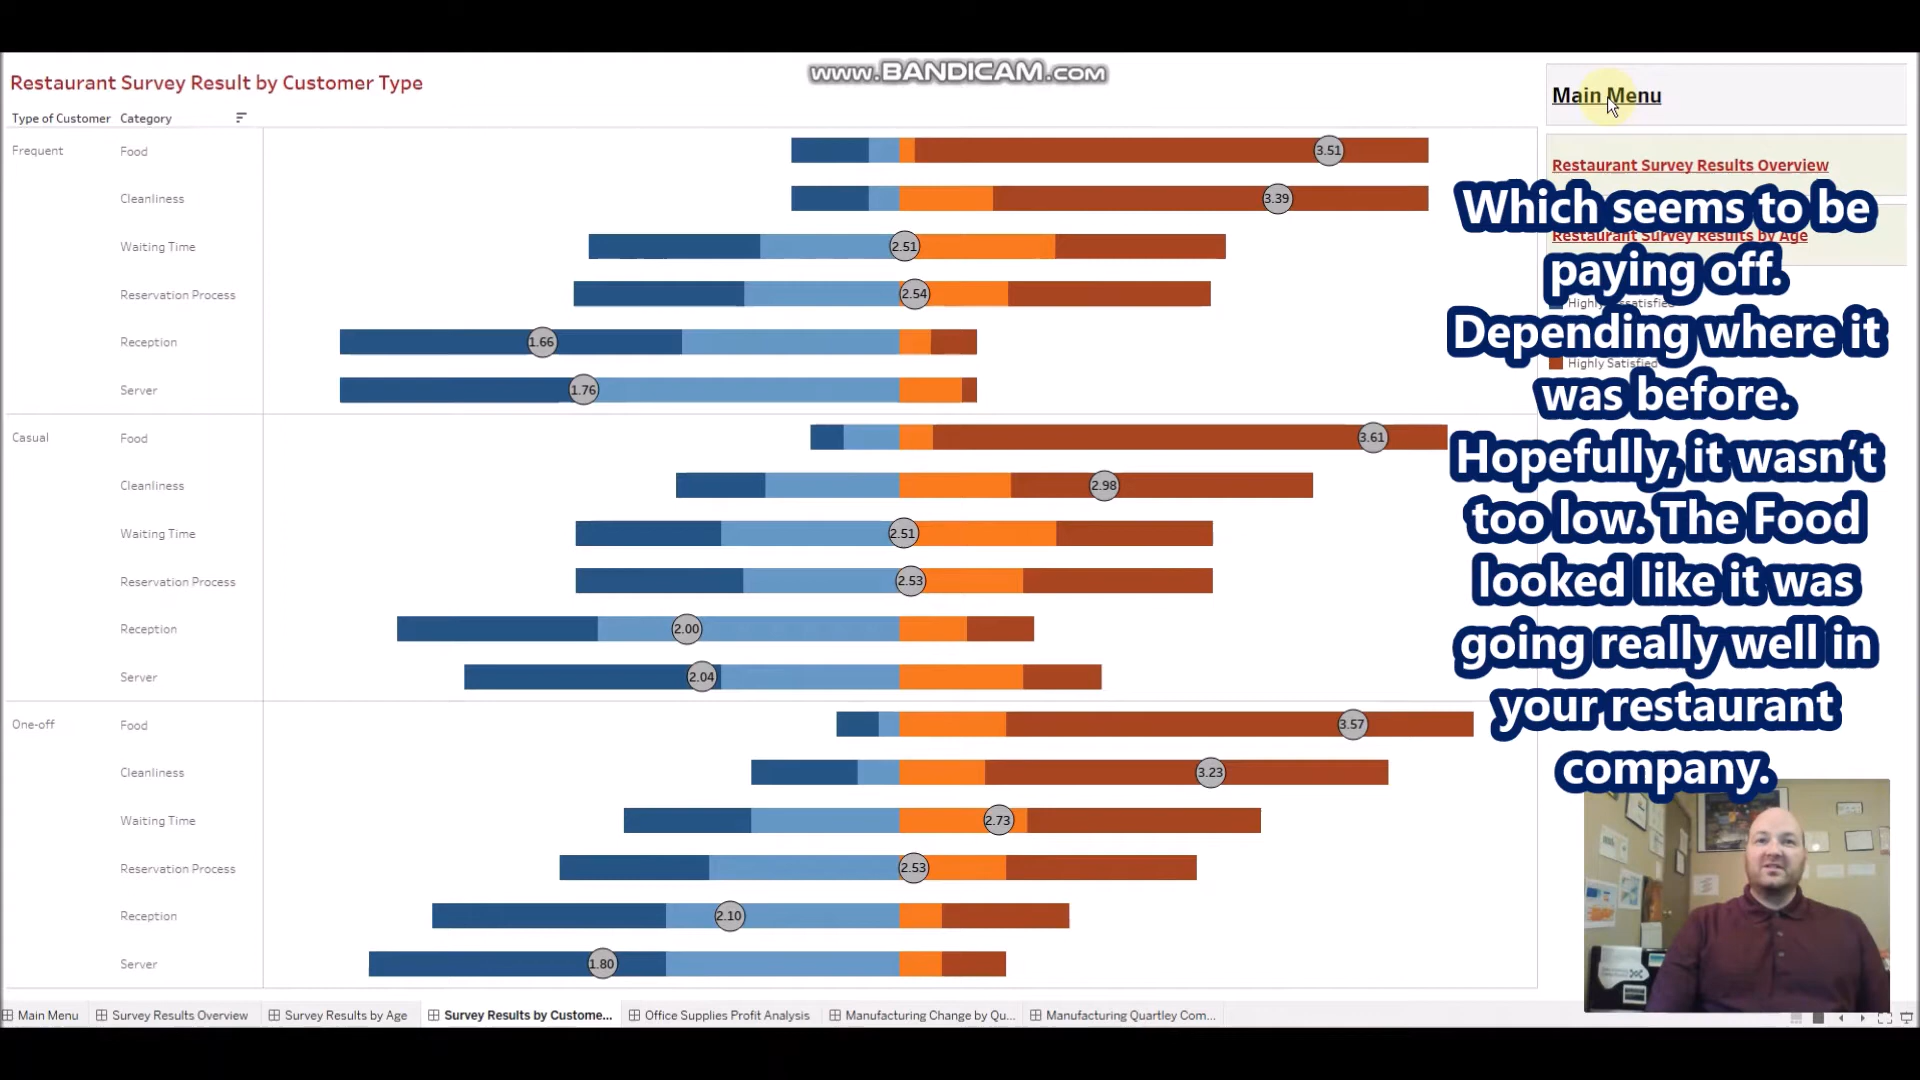 www.BANDICAM.com
Restaurant Survey Result by Customer Type
Type of Customer Category
Frequent Food 3.51
Cleanliness 3.39
Waiting Time 2.51
Reservation Process 2.54
Reception 1.66
Server 1.76
Casual Food 3.61
Cleanliness 2.98
Waiting Time 2.51
Reservation Process 2.53
Reception 2.00
Server 2.04
One-off Food 3.57
Cleanliness 3.23
Waiting Time 2.73
Reservation Process 2.53
Reception 2.10
Server 1.80
Main Menu
Restaurant Survey Results Overview
Restaurant Survey Results by Age
Highly Satisfied
Which seems to be
paying off.
Depending where it
was before.
Hopefully, it wasn't
too low. The Food
looked like it was
going really well in
your restaurant
company.
Main Menu
Survey Results Overview
Survey Results by Age
Survey Results by Custome...
Office Supplies Profit Analysis
Manufacturing Change by Qu...
Manufacturing Quartley Com...